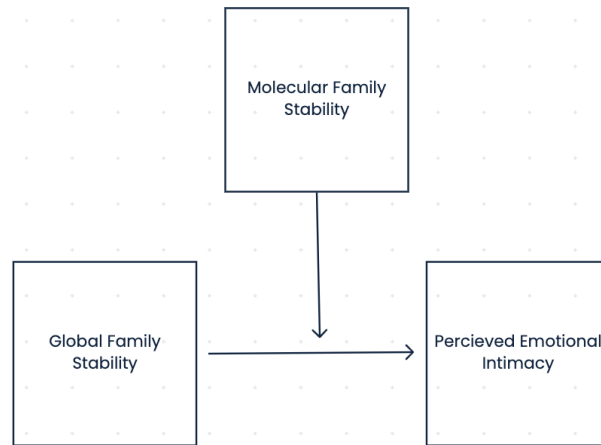 Molecular Family
Stability
Global Family
Stability
Percieved Emotional
Intimacy